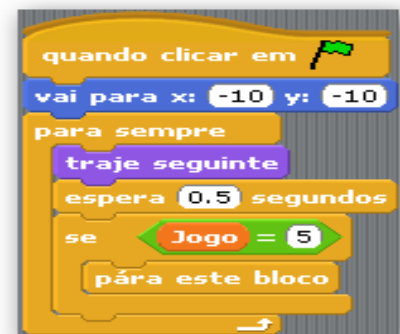 quando clicar em
vai para x: -10 y: -10
para sempre
traje seguinte
espera 0.5 segundos
se Jogo = 5
pára este bloco